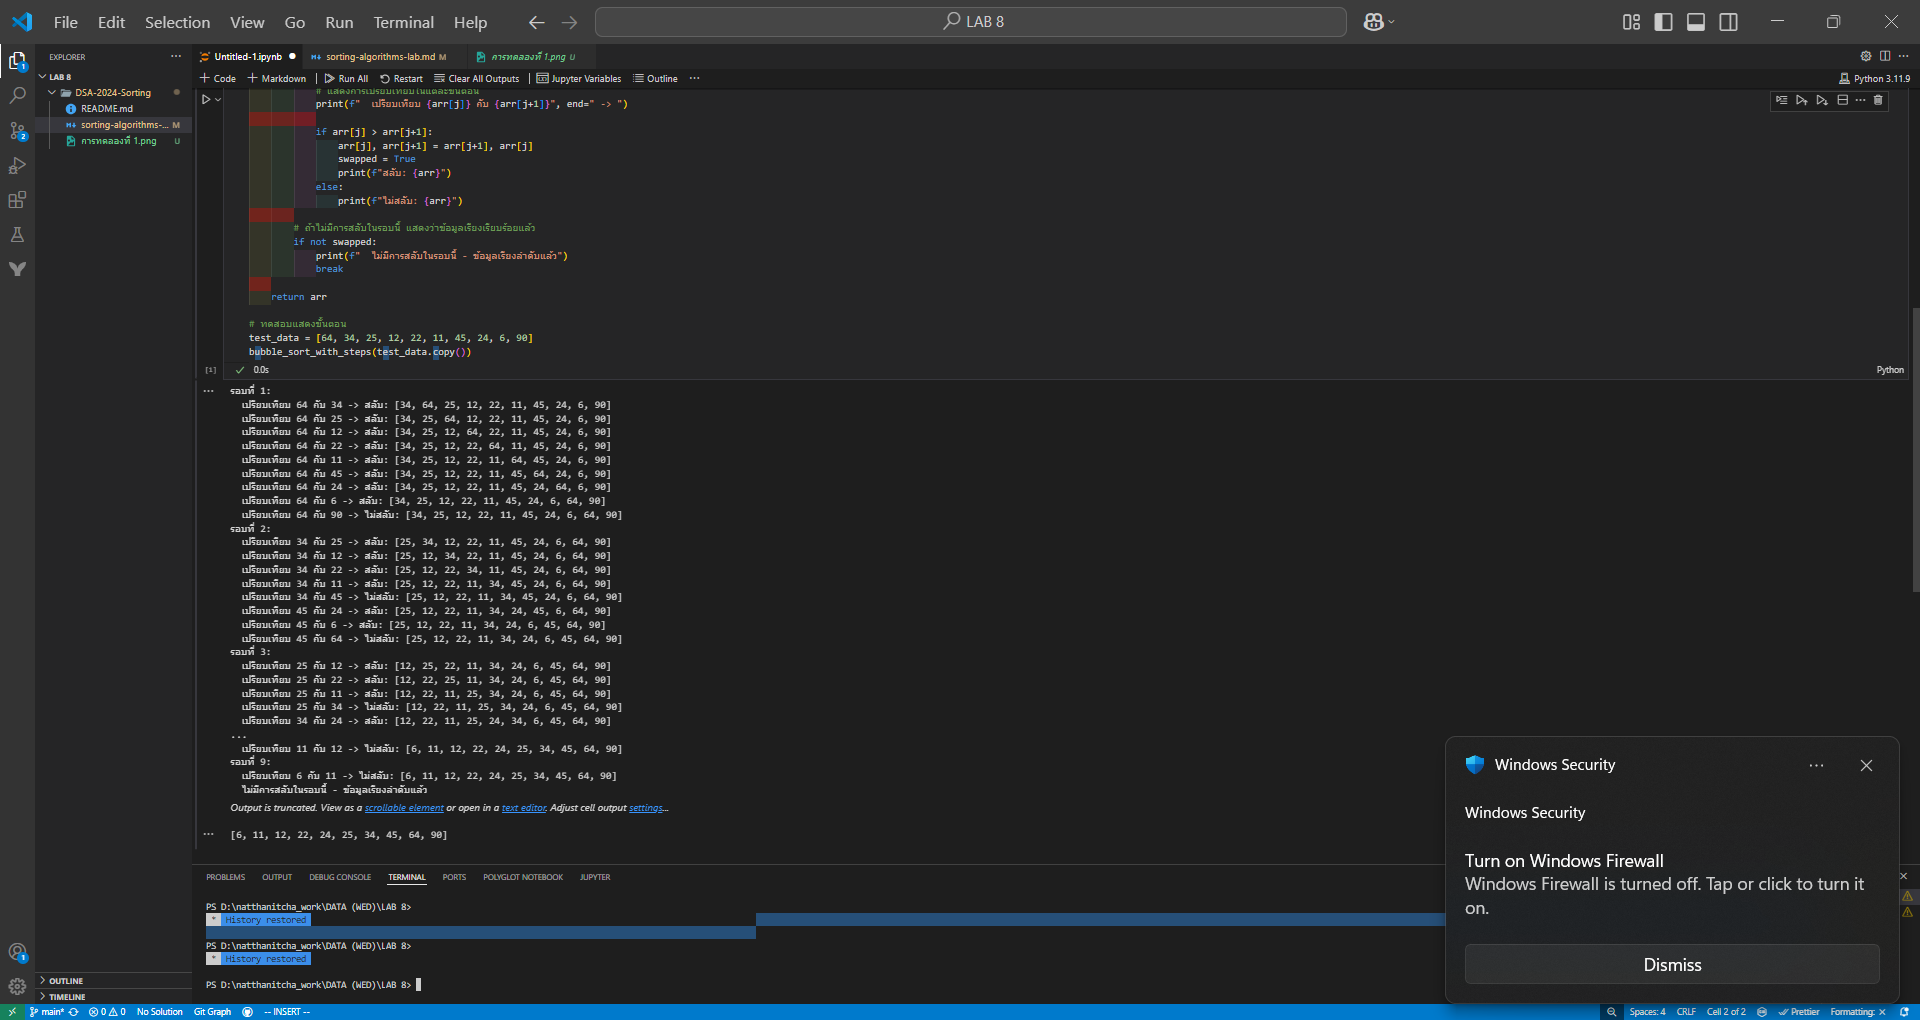 File Edit Selection View Go Run Terminal Help
LAB 8
EXPLORER
LAB 8
DSA-2024-Sorting
README.md
sorting-algorithms-... M
การทดลองที่ 1.png U
OUTLINE
TIMELINE
Untitled-1.ipynb
sorting-algorithms-lab.md M
การทดลองที่ 1.png U
Code Markdown Run All Restart Clear All Outputs Jupyter Variables Outline
Python 3.11.9
# แสดงการเปรียบเทียบในแต่ละขั้นตอน
print(f"  เปรียบเทียบ {arr[j]} กับ {arr[j+1]}", end=" -> ")
if arr[j] > arr[j+1]:
arr[j], arr[j+1] = arr[j+1], arr[j]
swapped = True
print(f"สลับ: {arr}")
else:
print(f"ไม่สลับ: {arr}")
# ถ้าไม่มีการสลับในรอบนี้ แสดงว่าข้อมูลเรียงเรียบร้อยแล้ว
if not swapped:
print(f"  ไม่มีการสลับในรอบนี้ - ข้อมูลเรียงลำดับแล้ว")
break
return arr
# ทดสอบแสดงขั้นตอน
test_data = [64, 34, 25, 12, 22, 11, 45, 24, 6, 90]
bubble_sort_with_steps(test_data.copy())
[1] 0.0s
Python
รอบที่ 1:
เปรียบเทียบ 64 กับ 34 -> สลับ: [34, 64, 25, 12, 22, 11, 45, 24, 6, 90]
เปรียบเทียบ 64 กับ 25 -> สลับ: [34, 25, 64, 12, 22, 11, 45, 24, 6, 90]
เปรียบเทียบ 64 กับ 12 -> สลับ: [34, 25, 12, 64, 22, 11, 45, 24, 6, 90]
เปรียบเทียบ 64 กับ 22 -> สลับ: [34, 25, 12, 22, 64, 11, 45, 24, 6, 90]
เปรียบเทียบ 64 กับ 11 -> สลับ: [34, 25, 12, 22, 11, 64, 45, 24, 6, 90]
เปรียบเทียบ 64 กับ 45 -> สลับ: [34, 25, 12, 22, 11, 45, 64, 24, 6, 90]
เปรียบเทียบ 64 กับ 24 -> สลับ: [34, 25, 12, 22, 11, 45, 24, 64, 6, 90]
เปรียบเทียบ 64 กับ 6 -> สลับ: [34, 25, 12, 22, 11, 45, 24, 6, 64, 90]
เปรียบเทียบ 64 กับ 90 -> ไม่สลับ: [34, 25, 12, 22, 11, 45, 24, 6, 64, 90]
รอบที่ 2:
เปรียบเทียบ 34 กับ 25 -> สลับ: [25, 34, 12, 22, 11, 45, 24, 6, 64, 90]
เปรียบเทียบ 34 กับ 12 -> สลับ: [25, 12, 34, 22, 11, 45, 24, 6, 64, 90]
เปรียบเทียบ 34 กับ 22 -> สลับ: [25, 12, 22, 34, 11, 45, 24, 6, 64, 90]
เปรียบเทียบ 34 กับ 11 -> สลับ: [25, 12, 22, 11, 34, 45, 24, 6, 64, 90]
เปรียบเทียบ 34 กับ 45 -> ไม่สลับ: [25, 12, 22, 11, 34, 45, 24, 6, 64, 90]
เปรียบเทียบ 45 กับ 24 -> สลับ: [25, 12, 22, 11, 34, 24, 45, 6, 64, 90]
เปรียบเทียบ 45 กับ 6 -> สลับ: [25, 12, 22, 11, 34, 24, 6, 45, 64, 90]
เปรียบเทียบ 45 กับ 64 -> ไม่สลับ: [25, 12, 22, 11, 34, 24, 6, 45, 64, 90]
รอบที่ 3:
เปรียบเทียบ 25 กับ 12 -> สลับ: [12, 25, 22, 11, 34, 24, 6, 45, 64, 90]
เปรียบเทียบ 25 กับ 22 -> สลับ: [12, 22, 25, 11, 34, 24, 6, 45, 64, 90]
เปรียบเทียบ 25 กับ 11 -> สลับ: [12, 22, 11, 25, 34, 24, 6, 45, 64, 90]
เปรียบเทียบ 25 กับ 34 -> ไม่สลับ: [12, 22, 11, 25, 34, 24, 6, 45, 64, 90]
เปรียบเทียบ 34 กับ 24 -> สลับ: [12, 22, 11, 25, 24, 34, 6, 45, 64, 90]
...
เปรียบเทียบ 11 กับ 12 -> ไม่สลับ: [6, 11, 12, 22, 24, 25, 34, 45, 64, 90]
รอบที่ 9:
เปรียบเทียบ 6 กับ 11 -> ไม่สลับ: [6, 11, 12, 22, 24, 25, 34, 45, 64, 90]
ไม่มีการสลับในรอบนี้ - ข้อมูลเรียงลำดับแล้ว
Output is truncated. View as a scrollable element or open in a text editor. Adjust cell output settings...
[6, 11, 12, 22, 24, 25, 34, 45, 64, 90]
PROBLEMS OUTPUT DEBUG CONSOLE TERMINAL PORTS POLYGLOT NOTEBOOK JUPYTER
PS D:\natthanitcha_work\DATA (WED)\LAB 8>
* History restored
PS D:\natthanitcha_work\DATA (WED)\LAB 8>
* History restored
PS D:\natthanitcha_work\DATA (WED)\LAB 8>
Windows Security
Windows Security
Turn on Windows Firewall
Windows Firewall is turned off. Tap or click to turn it
on.
Dismiss
main* 0 0 No Solution Git Graph -- INSERT --
Spaces: 4 CRLF Cell 2 of 2 Prettier Formatting: ✕